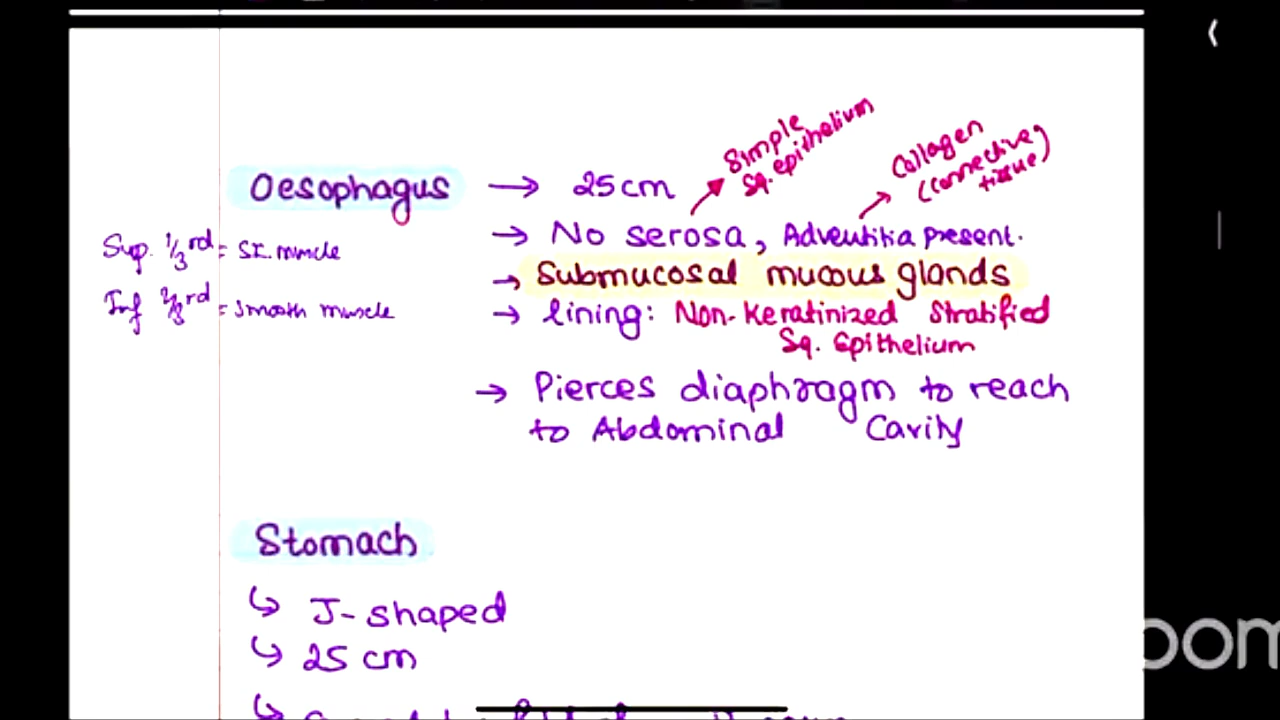 Simple
Sq. epithelium
Collagen
(connective
tissue)
Oesophagus → 25cm
→ No serosa, Adventitia present.
Sup. 1/3rd = SK. muscle
→ Submucosal mucous glands
Inf 2/3rd = Smooth muscle
→ lining: Non-Keratinized Stratified
Sq. Epithelium
→ Pierces diaphragm to reach
to Abdominal Cavity
Stomach
↳ J-shaped
↳ 25 cm
oom